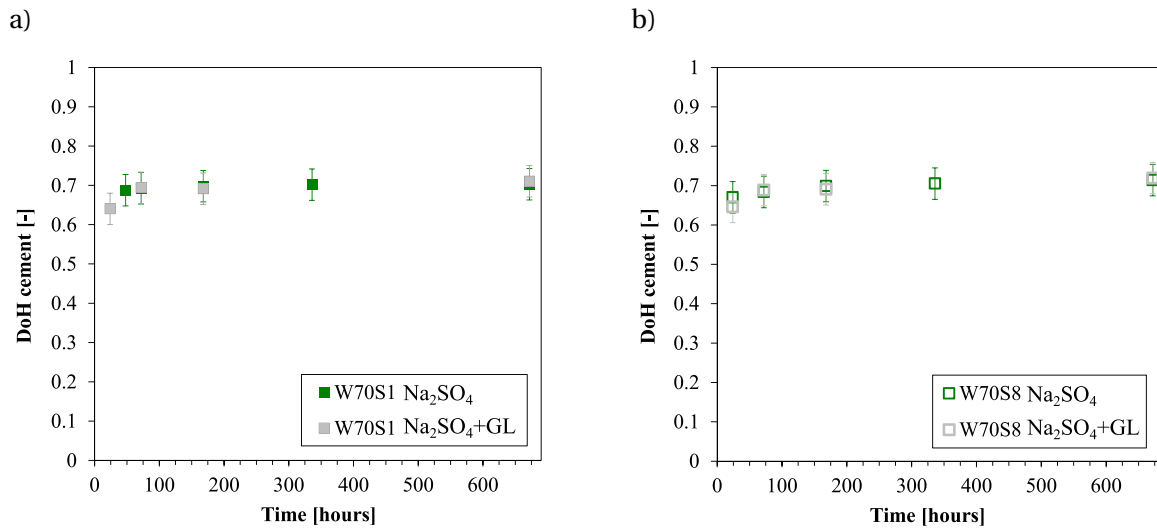 a)
1
0.9
0.8
0.7
0.6
0.5
0.4
0.3
0.2
0.1
0
DoH cement [-]
W70S1 Na₂SO₄
W70S1 Na₂SO₄+GL
0 100 200 300 400 500 600
Time [hours]
b)
1
0.9
0.8
0.7
0.6
0.5
0.4
0.3
0.2
0.1
0
DoH cement [-]
W70S8 Na₂SO₄
W70S8 Na₂SO₄+GL
0 100 200 300 400 500 600
Time [hours]